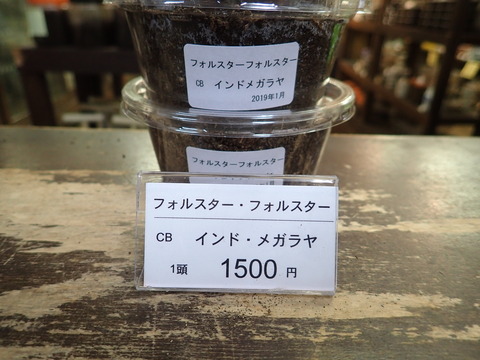 フォルスターフォルスター
CB インドメガラヤ
2019年1月
フォルスターフォルスター
フォルスター・フォルスター
CB インド・メガラヤ
1頭 1500 円